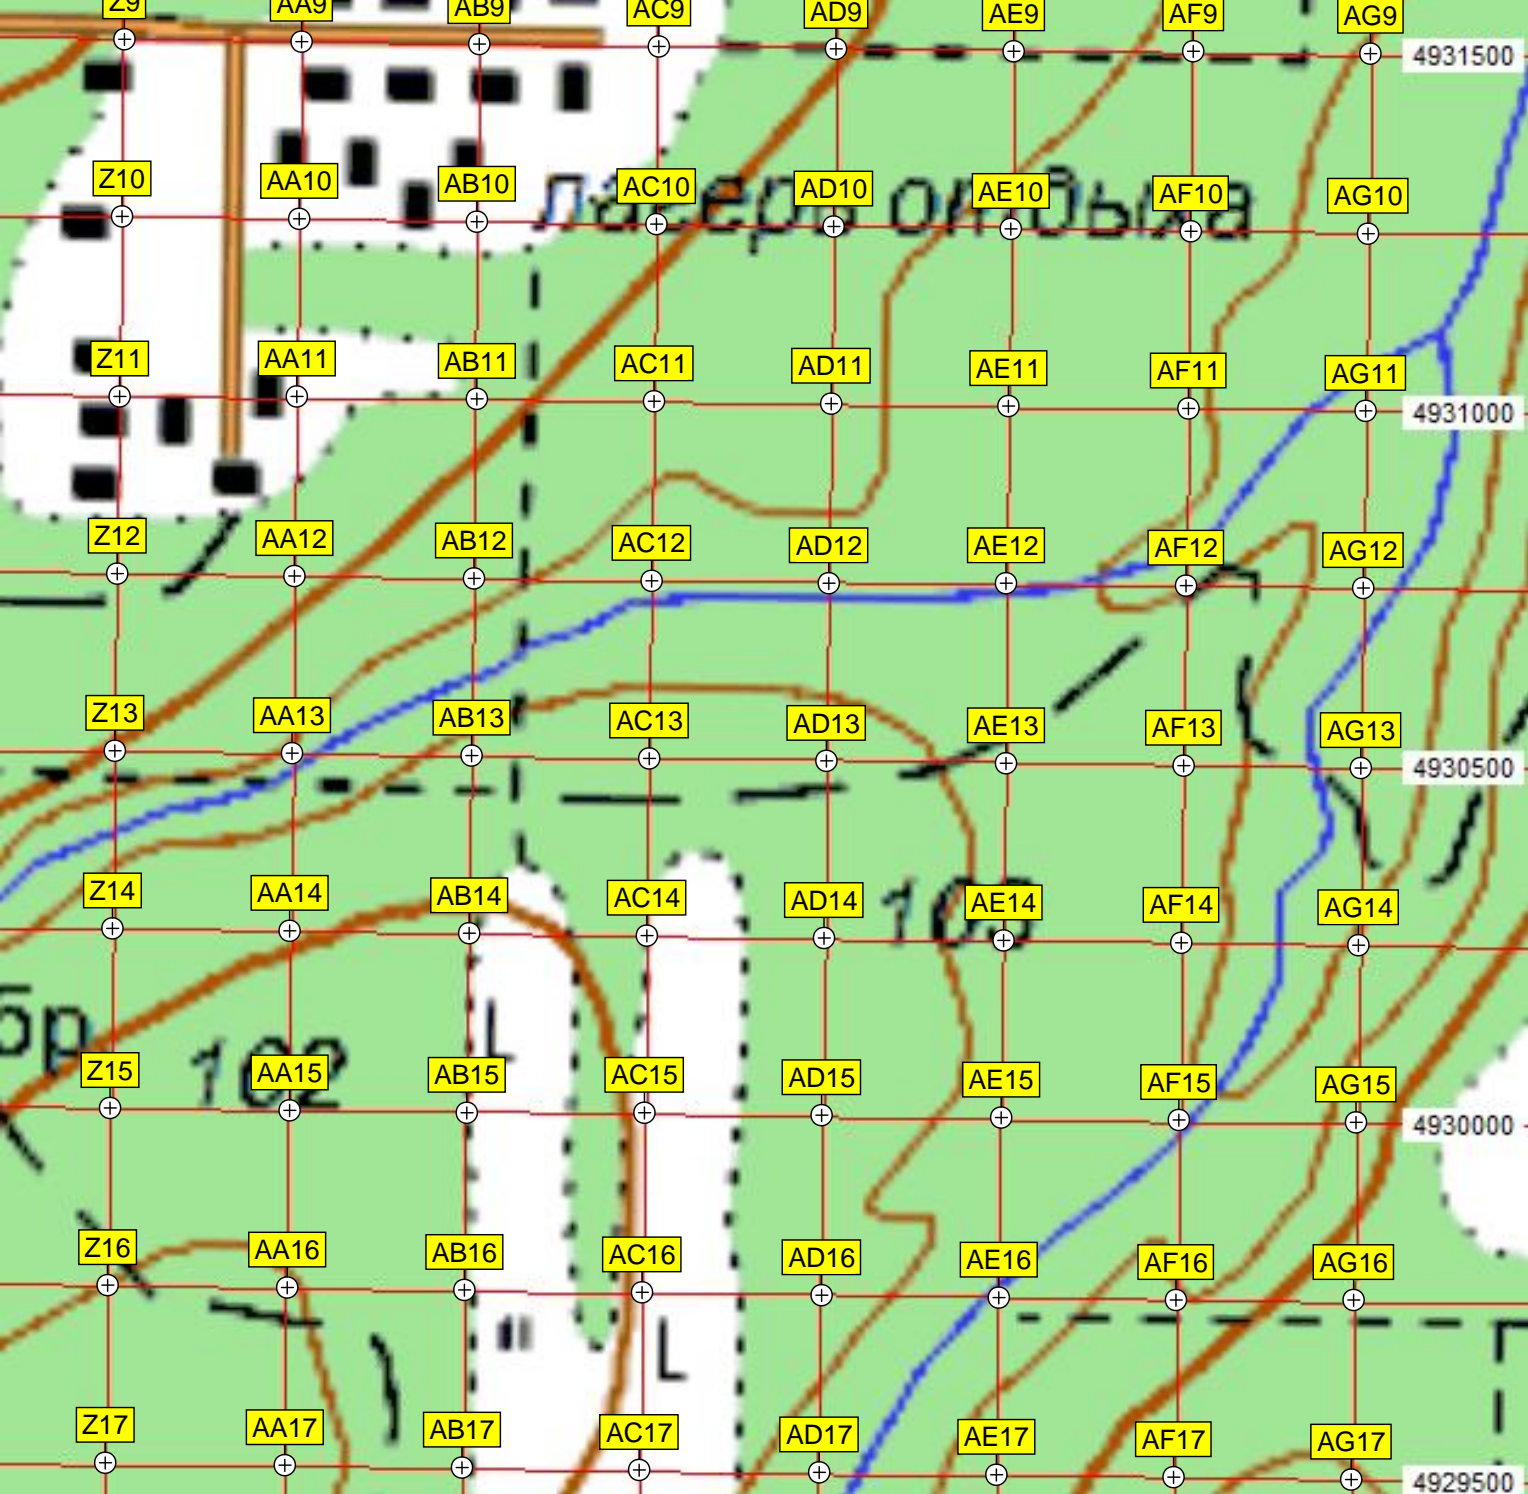 Z9 AA9 AB9 AC9 AD9 AE9 AF9 AG9
4931500
Z10 AA10 AB10 AC10 AD10 AE10 AF10 AG10
Z11 AA11 AB11 AC11 AD11 AE11 AF11 AG11
4931000
Z12 AA12 AB12 AC12 AD12 AE12 AF12 AG12
Z13 AA13 AB13 AC13 AD13 AE13 AF13 AG13
4930500
Z14 AA14 AB14 AC14 AD14 AE14 AF14 AG14
103
бр
102
Z15 AA15 AB15 AC15 AD15 AE15 AF15 AG15
4930000
Z16 AA16 AB16 AC16 AD16 AE16 AF16 AG16
Z17 AA17 AB17 AC17 AD17 AE17 AF17 AG17
4929500